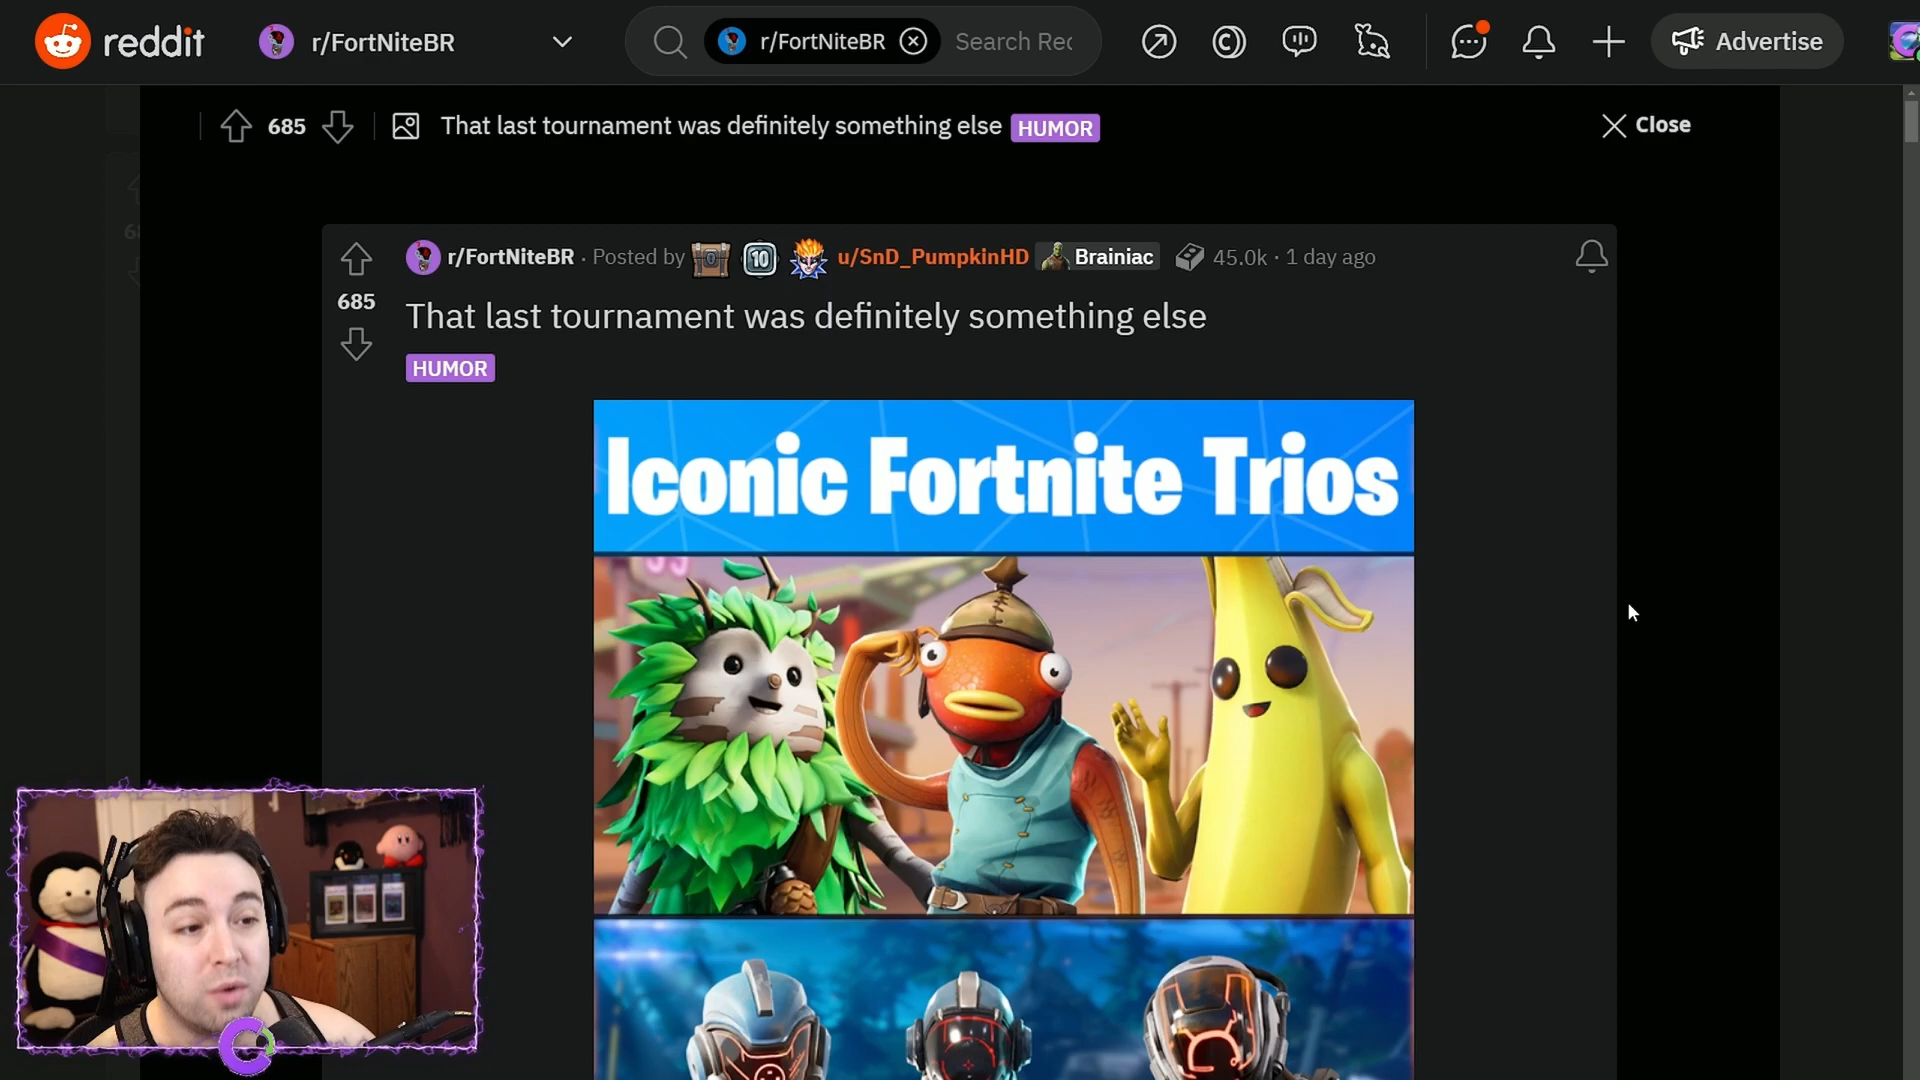 reddit r/FortNiteBR r/FortNiteBR Search Rec Advertise
685 That last tournament was definitely something else HUMOR Close
r/FortNiteBR · Posted by 10 u/SnD_PumpkinHD Brainiac 45.0k · 1 day ago
685
That last tournament was definitely something else
HUMOR
Iconic Fortnite Trios